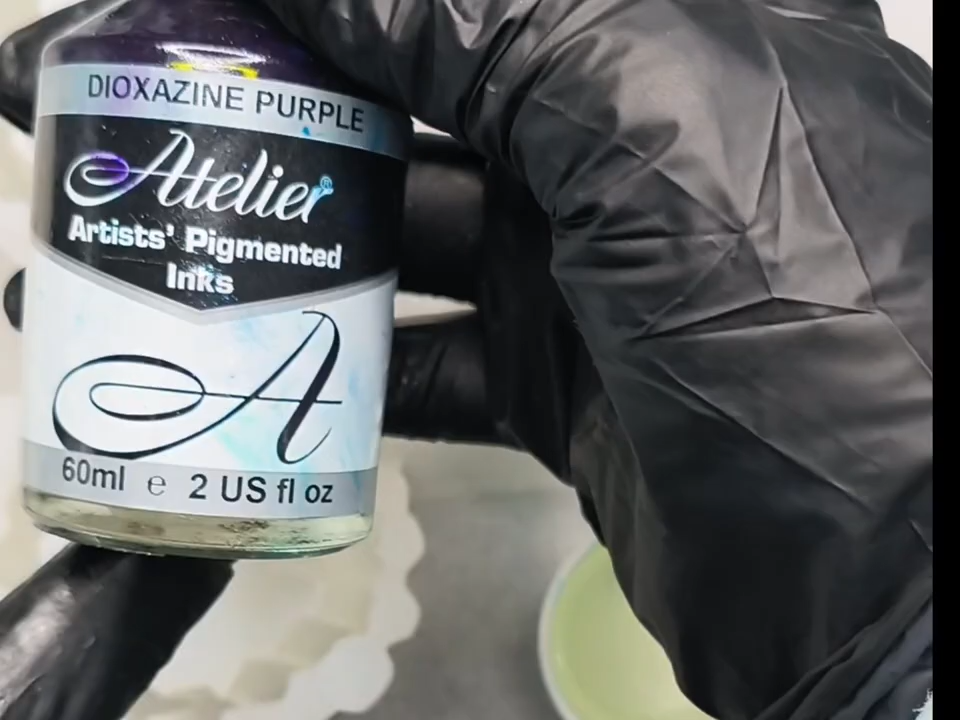 DIOXAZINE PURPLE
Atelier®
Artists' Pigmented
Inks
A
60ml e 2 US fl oz